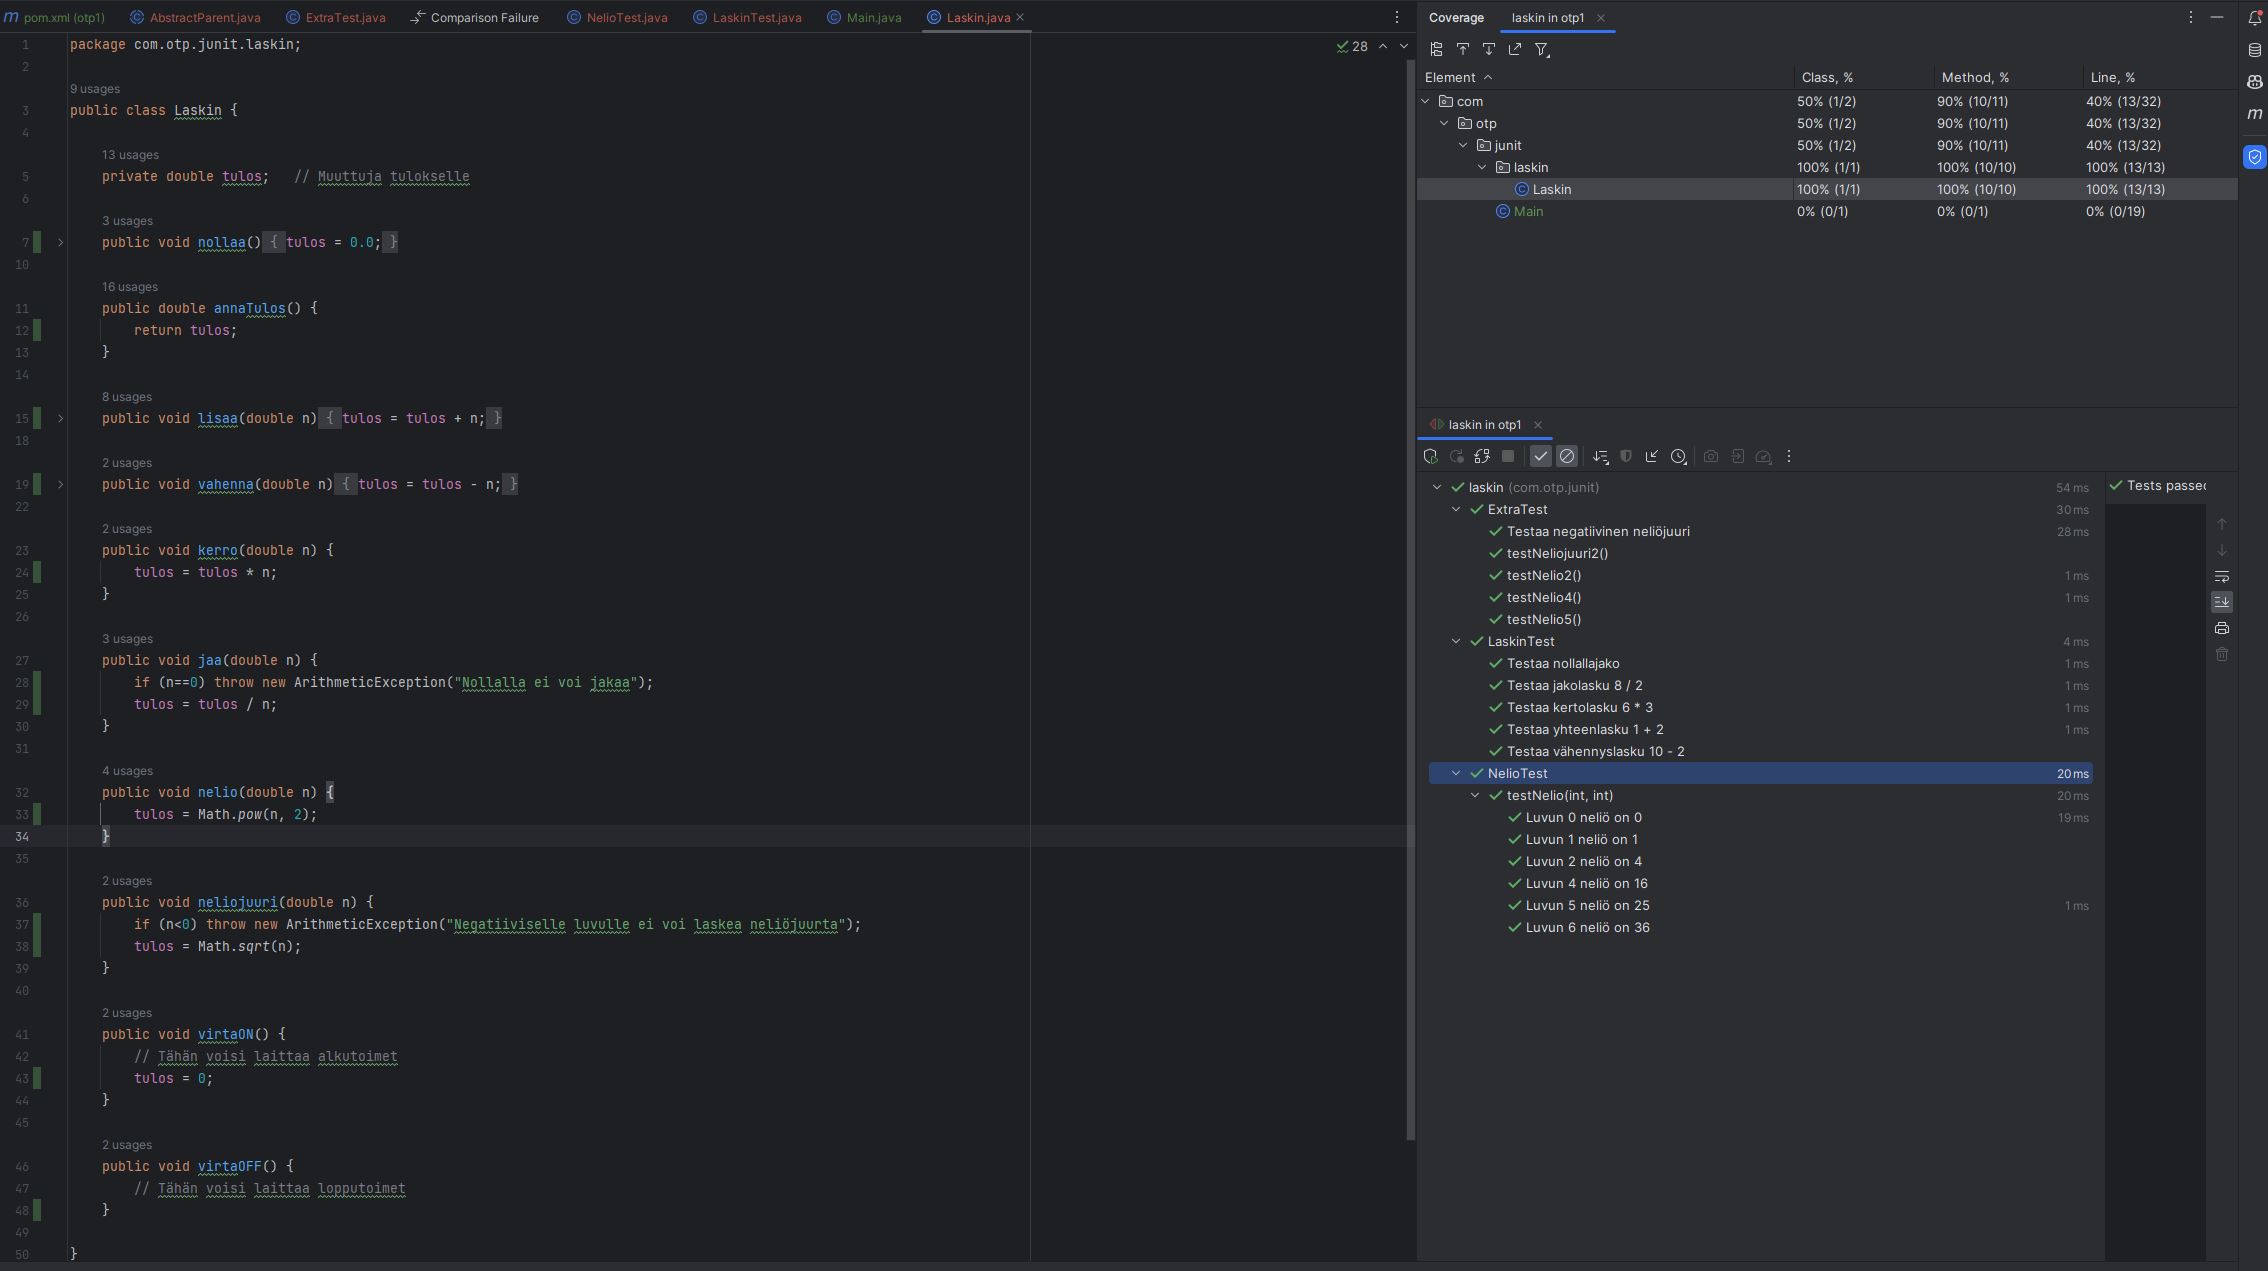 pom.xml (otp1) AbstractParent.java ExtraTest.java Comparison Failure NelioTest.java LaskinTest.java Main.java Laskin.java
28
1 package com.otp.junit.laskin;
2
9 usages
3 public class Laskin {
4
13 usages
5 private double tulos; // Muuttuja tulokselle
6
3 usages
7 public void nollaa() { tulos = 0.0; }
10
16 usages
11 public double annaTulos() {
12 return tulos;
13 }
14
8 usages
15 public void lisaa(double n) { tulos = tulos + n; }
18
2 usages
19 public void vahenna(double n) { tulos = tulos - n; }
22
2 usages
23 public void kerro(double n) {
24 tulos = tulos * n;
25 }
26
3 usages
27 public void jaa(double n) {
28 if (n==0) throw new ArithmeticException("Nollalla ei voi jakaa");
29 tulos = tulos / n;
30 }
31
4 usages
32 public void nelio(double n) {
33 tulos = Math.pow(n, 2);
34 }
35
2 usages
36 public void neliojuuri(double n) {
37 if (n<0) throw new ArithmeticException("Negatiiviselle luvulle ei voi laskea neliöjuurta");
38 tulos = Math.sqrt(n);
39 }
40
2 usages
41 public void virtaON() {
42 // Tähän voisi laittaa alkutoimet
43 tulos = 0;
44 }
45
2 usages
46 public void virtaOFF() {
47 // Tähän voisi laittaa lopputoimet
48 }
49
50 }
Coverage laskin in otp1
Element Class, % Method, % Line, %
com 50% (1/2) 90% (10/11) 40% (13/32)
otp 50% (1/2) 90% (10/11) 40% (13/32)
junit 50% (1/2) 90% (10/11) 40% (13/32)
laskin 100% (1/1) 100% (10/10) 100% (13/13)
Laskin 100% (1/1) 100% (10/10) 100% (13/13)
Main 0% (0/1) 0% (0/1) 0% (0/19)
laskin in otp1
laskin (com.otp.junit) 54 ms
Tests passed
ExtraTest 30 ms
Testaa negatiivinen neliöjuuri 28 ms
testNeliojuuri2()
testNelio2() 1 ms
testNelio4() 1 ms
testNelio5()
LaskinTest 4 ms
Testaa nollallajako 1 ms
Testaa jakolasku 8 / 2 1 ms
Testaa kertolasku 6 * 3 1 ms
Testaa yhteenlasku 1 + 2 1 ms
Testaa vähennyslasku 10 - 2
NelioTest 20 ms
testNelio(int, int) 20 ms
Luvun 0 neliö on 0 19 ms
Luvun 1 neliö on 1
Luvun 2 neliö on 4
Luvun 4 neliö on 16
Luvun 5 neliö on 25 1 ms
Luvun 6 neliö on 36